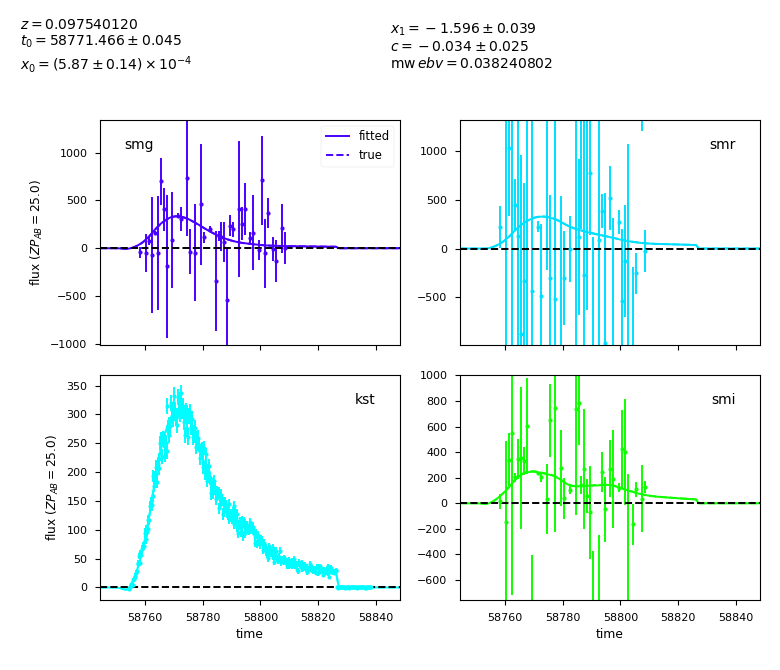 z = 0.097540120
t₀ = 58771.466 ± 0.045
x₀ = (5.87 ± 0.14) × 10⁻⁴
x₁ = −1.596 ± 0.039
c = −0.034 ± 0.025
mw ebv = 0.038240802
smg
fitted
true
1000
500
0
−500
−1000
flux (ZP_AB = 25.0)
smr
1000
500
0
−500
kst
350
300
250
200
150
100
50
0
flux (ZP_AB = 25.0)
58760 58780 58800 58820 58840
time
smi
1000
800
600
400
200
0
−200
−400
−600
58760 58780 58800 58820 58840
time